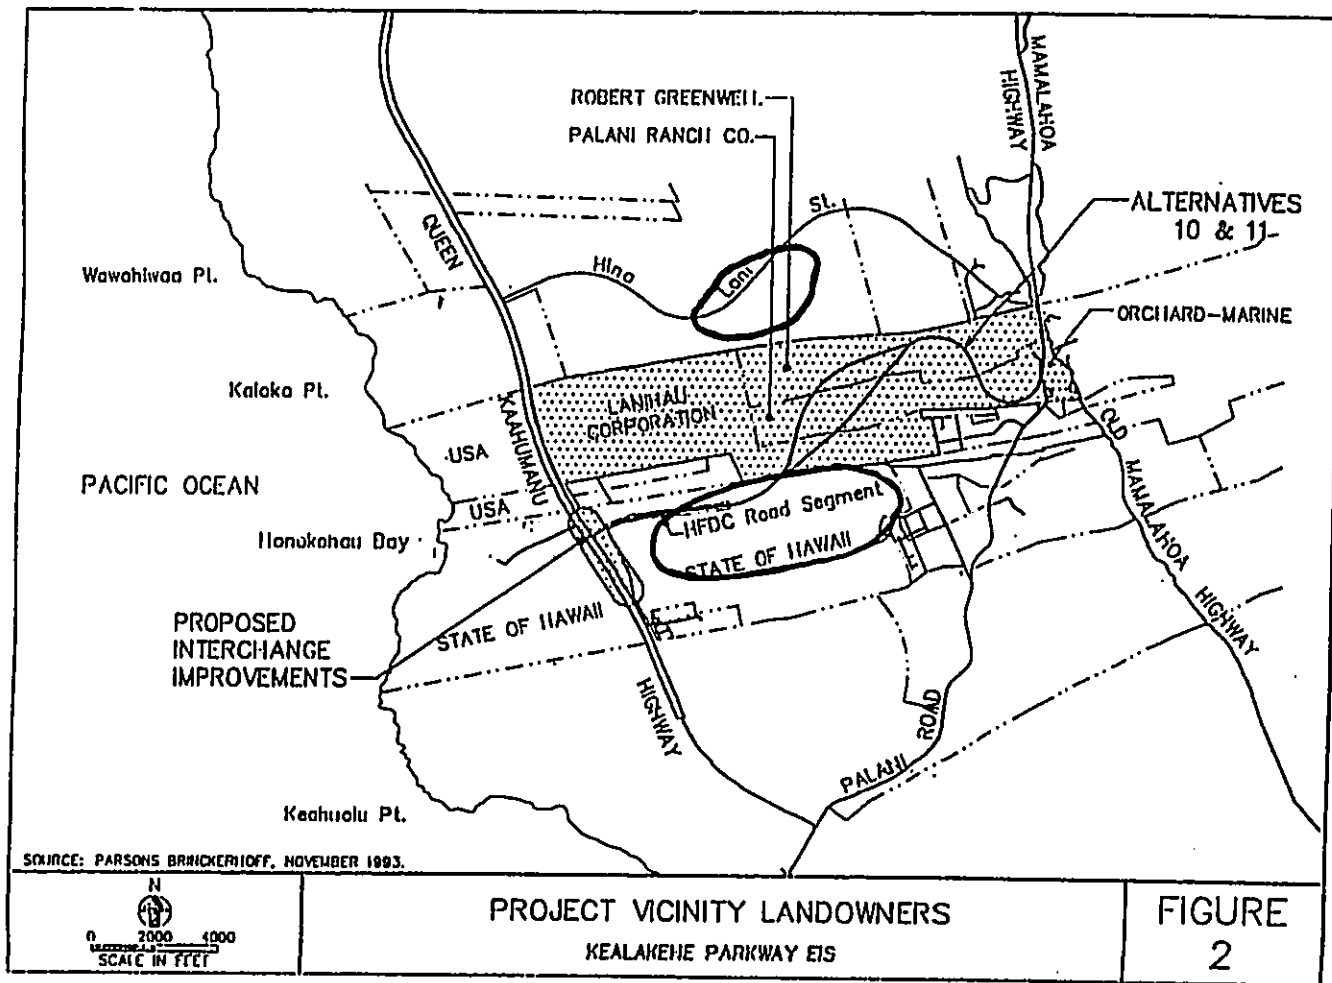 ROBERT GREENWELL
PALANI RANCH CO.
MAMALAHOA
HIGHWAY
ALTERNATIVES
10 & 11
ORCHARD-MARINE
QUEEN
KAAHUMANU
HIGHWAY
Hina
Lani
St.
Wawahiwaa Pt.
Kaloko Pt.
LANIHAU
CORPORATION
USA
PACIFIC OCEAN
USA
Honokohau Bay
HFDC Road Segment
STATE OF HAWAII
OLD
MAMALAHOA
HIGHWAY
PROPOSED
INTERCHANGE
IMPROVEMENTS
STATE OF HAWAII
PALANI
ROAD
Keahuolu Pt.
SOURCE: PARSONS BRINCKERHOFF, NOVEMBER 1993.
N
0 2000 4000
SCALE IN FEET
PROJECT VICINITY LANDOWNERS
KEALAKEHE PARKWAY EIS
FIGURE
2